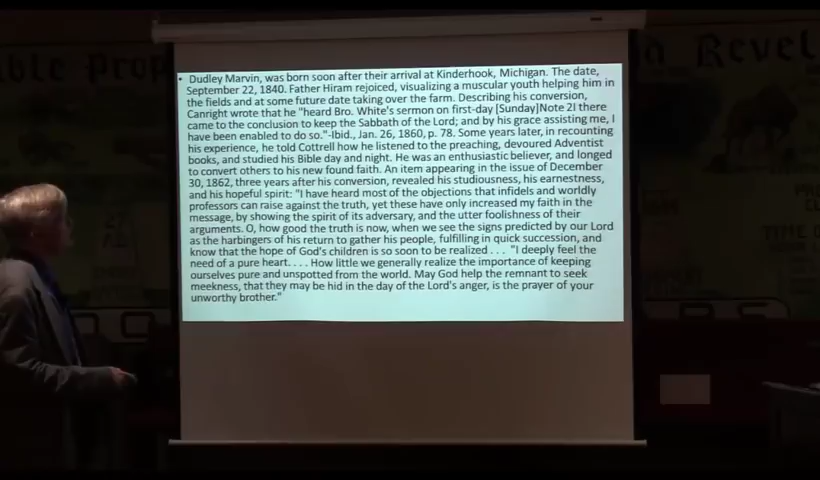 able Prop
d Revel
• Dudley Marvin, was born soon after their arrival at Kinderhook, Michigan. The date,
September 22, 1840. Father Hiram rejoiced, visualizing a muscular youth helping him in
the fields and at some future date taking over the farm. Describing his conversion,
Canright wrote that he "heard Bro. White's sermon on first-day [Sunday]Note 2I there
came to the conclusion to keep the Sabbath of the Lord; and by his grace assisting me, I
have been enabled to do so."-Ibid., Jan. 26, 1860, p. 78. Some years later, in recounting
his experience, he told Cottrell how he listened to the preaching, devoured Adventist
books, and studied his Bible day and night. He was an enthusiastic believer, and longed
to convert others to his new found faith. An item appearing in the issue of December
30, 1862, three years after his conversion, revealed his studiousness, his earnestness,
and his hopeful spirit: "I have heard most of the objections that infidels and worldly
professors can raise against the truth, yet these have only increased my faith in the
message, by showing the spirit of its adversary, and the utter foolishness of their
arguments. O, how good the truth is now, when we see the signs predicted by our Lord
as the harbingers of his return to gather his people, fulfilling in quick succession, and
know that the hope of God's children is so soon to be realized . . . "I deeply feel the
need of a pure heart. . . . How little we generally realize the importance of keeping
ourselves pure and unspotted from the world. May God help the remnant to seek
meekness, that they may be hid in the day of the Lord's anger, is the prayer of your
unworthy brother."